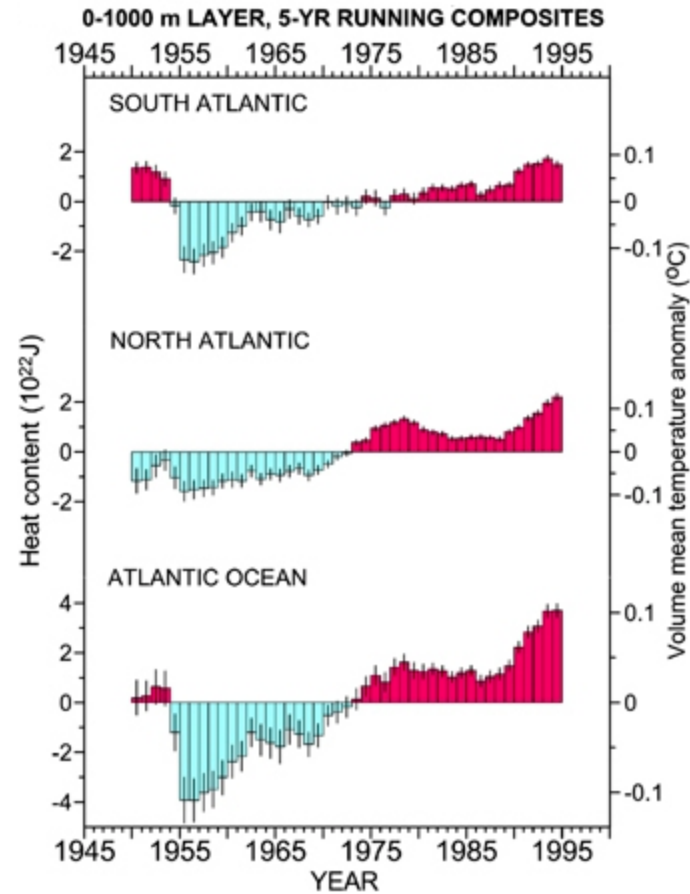 0-1000 m LAYER, 5-YR RUNNING COMPOSITES
1945 1955 1965 1975 1985 1995
SOUTH ATLANTIC
2
0
-2
0.1
0
-0.1
NORTH ATLANTIC
2
0
-2
0.1
0
-0.1
ATLANTIC OCEAN
4
2
0
-2
-4
0.1
0
-0.1
Heat content (10²²J)
Volume mean temperature anomaly (ºC)
1945 1955 1965 1975 1985 1995
YEAR